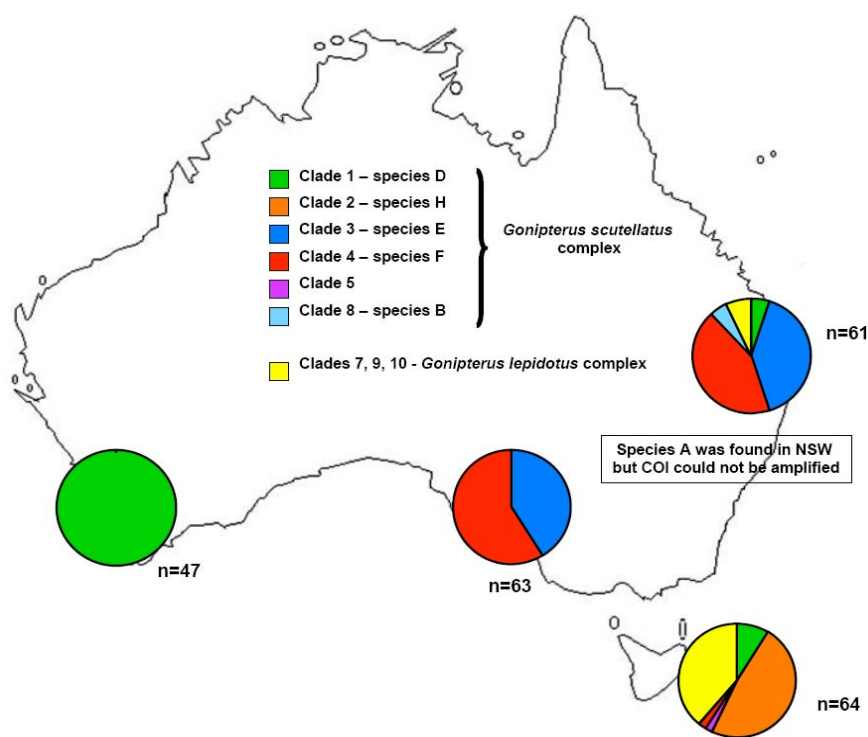 Clade 1 – species D
Clade 2 – species H
Clade 3 – species E
Clade 4 – species F
Clade 5
Clade 8 – species B
Gonipterus scutellatus
complex
Clades 7, 9, 10 - Gonipterus lepidotus complex
n=61
Species A was found in NSW
but COI could not be amplified
n=47
n=63
n=64